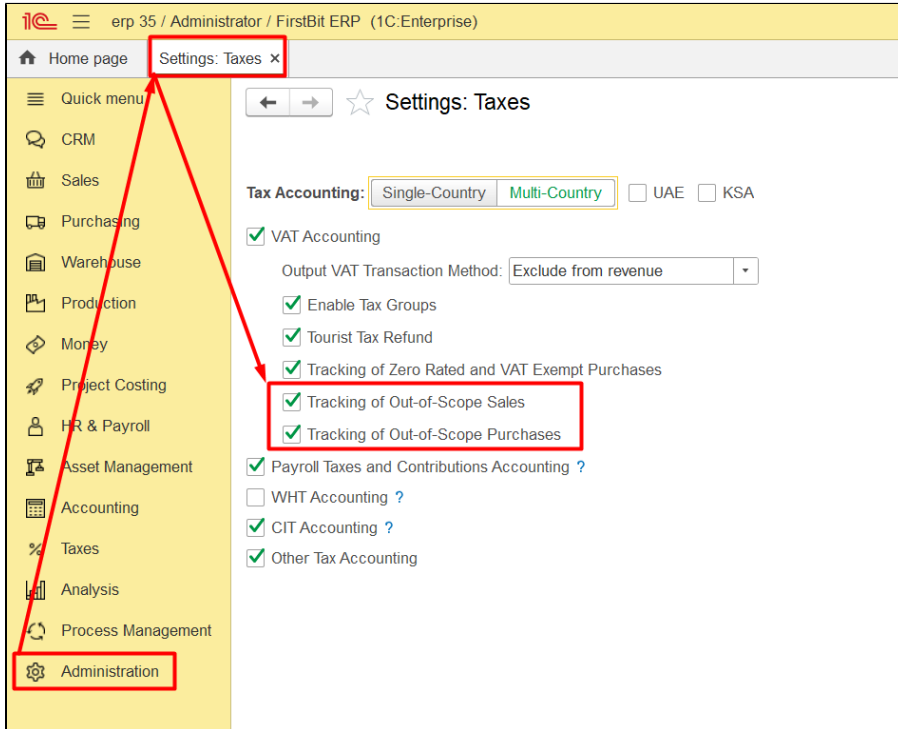 1C erp 35 / Administrator / FirstBit ERP (1C:Enterprise)
Home page Settings: Taxes ×
Quick menu
CRM
Sales
Purchasing
Warehouse
Production
Money
Project Costing
HR & Payroll
Asset Management
Accounting
Taxes
Analysis
Process Management
Administration
Settings: Taxes
Tax Accounting: Single-Country Multi-Country UAE KSA
VAT Accounting
Output VAT Transaction Method: Exclude from revenue
Enable Tax Groups
Tourist Tax Refund
Tracking of Zero Rated and VAT Exempt Purchases
Tracking of Out-of-Scope Sales
Tracking of Out-of-Scope Purchases
Payroll Taxes and Contributions Accounting ?
WHT Accounting ?
CIT Accounting ?
Other Tax Accounting